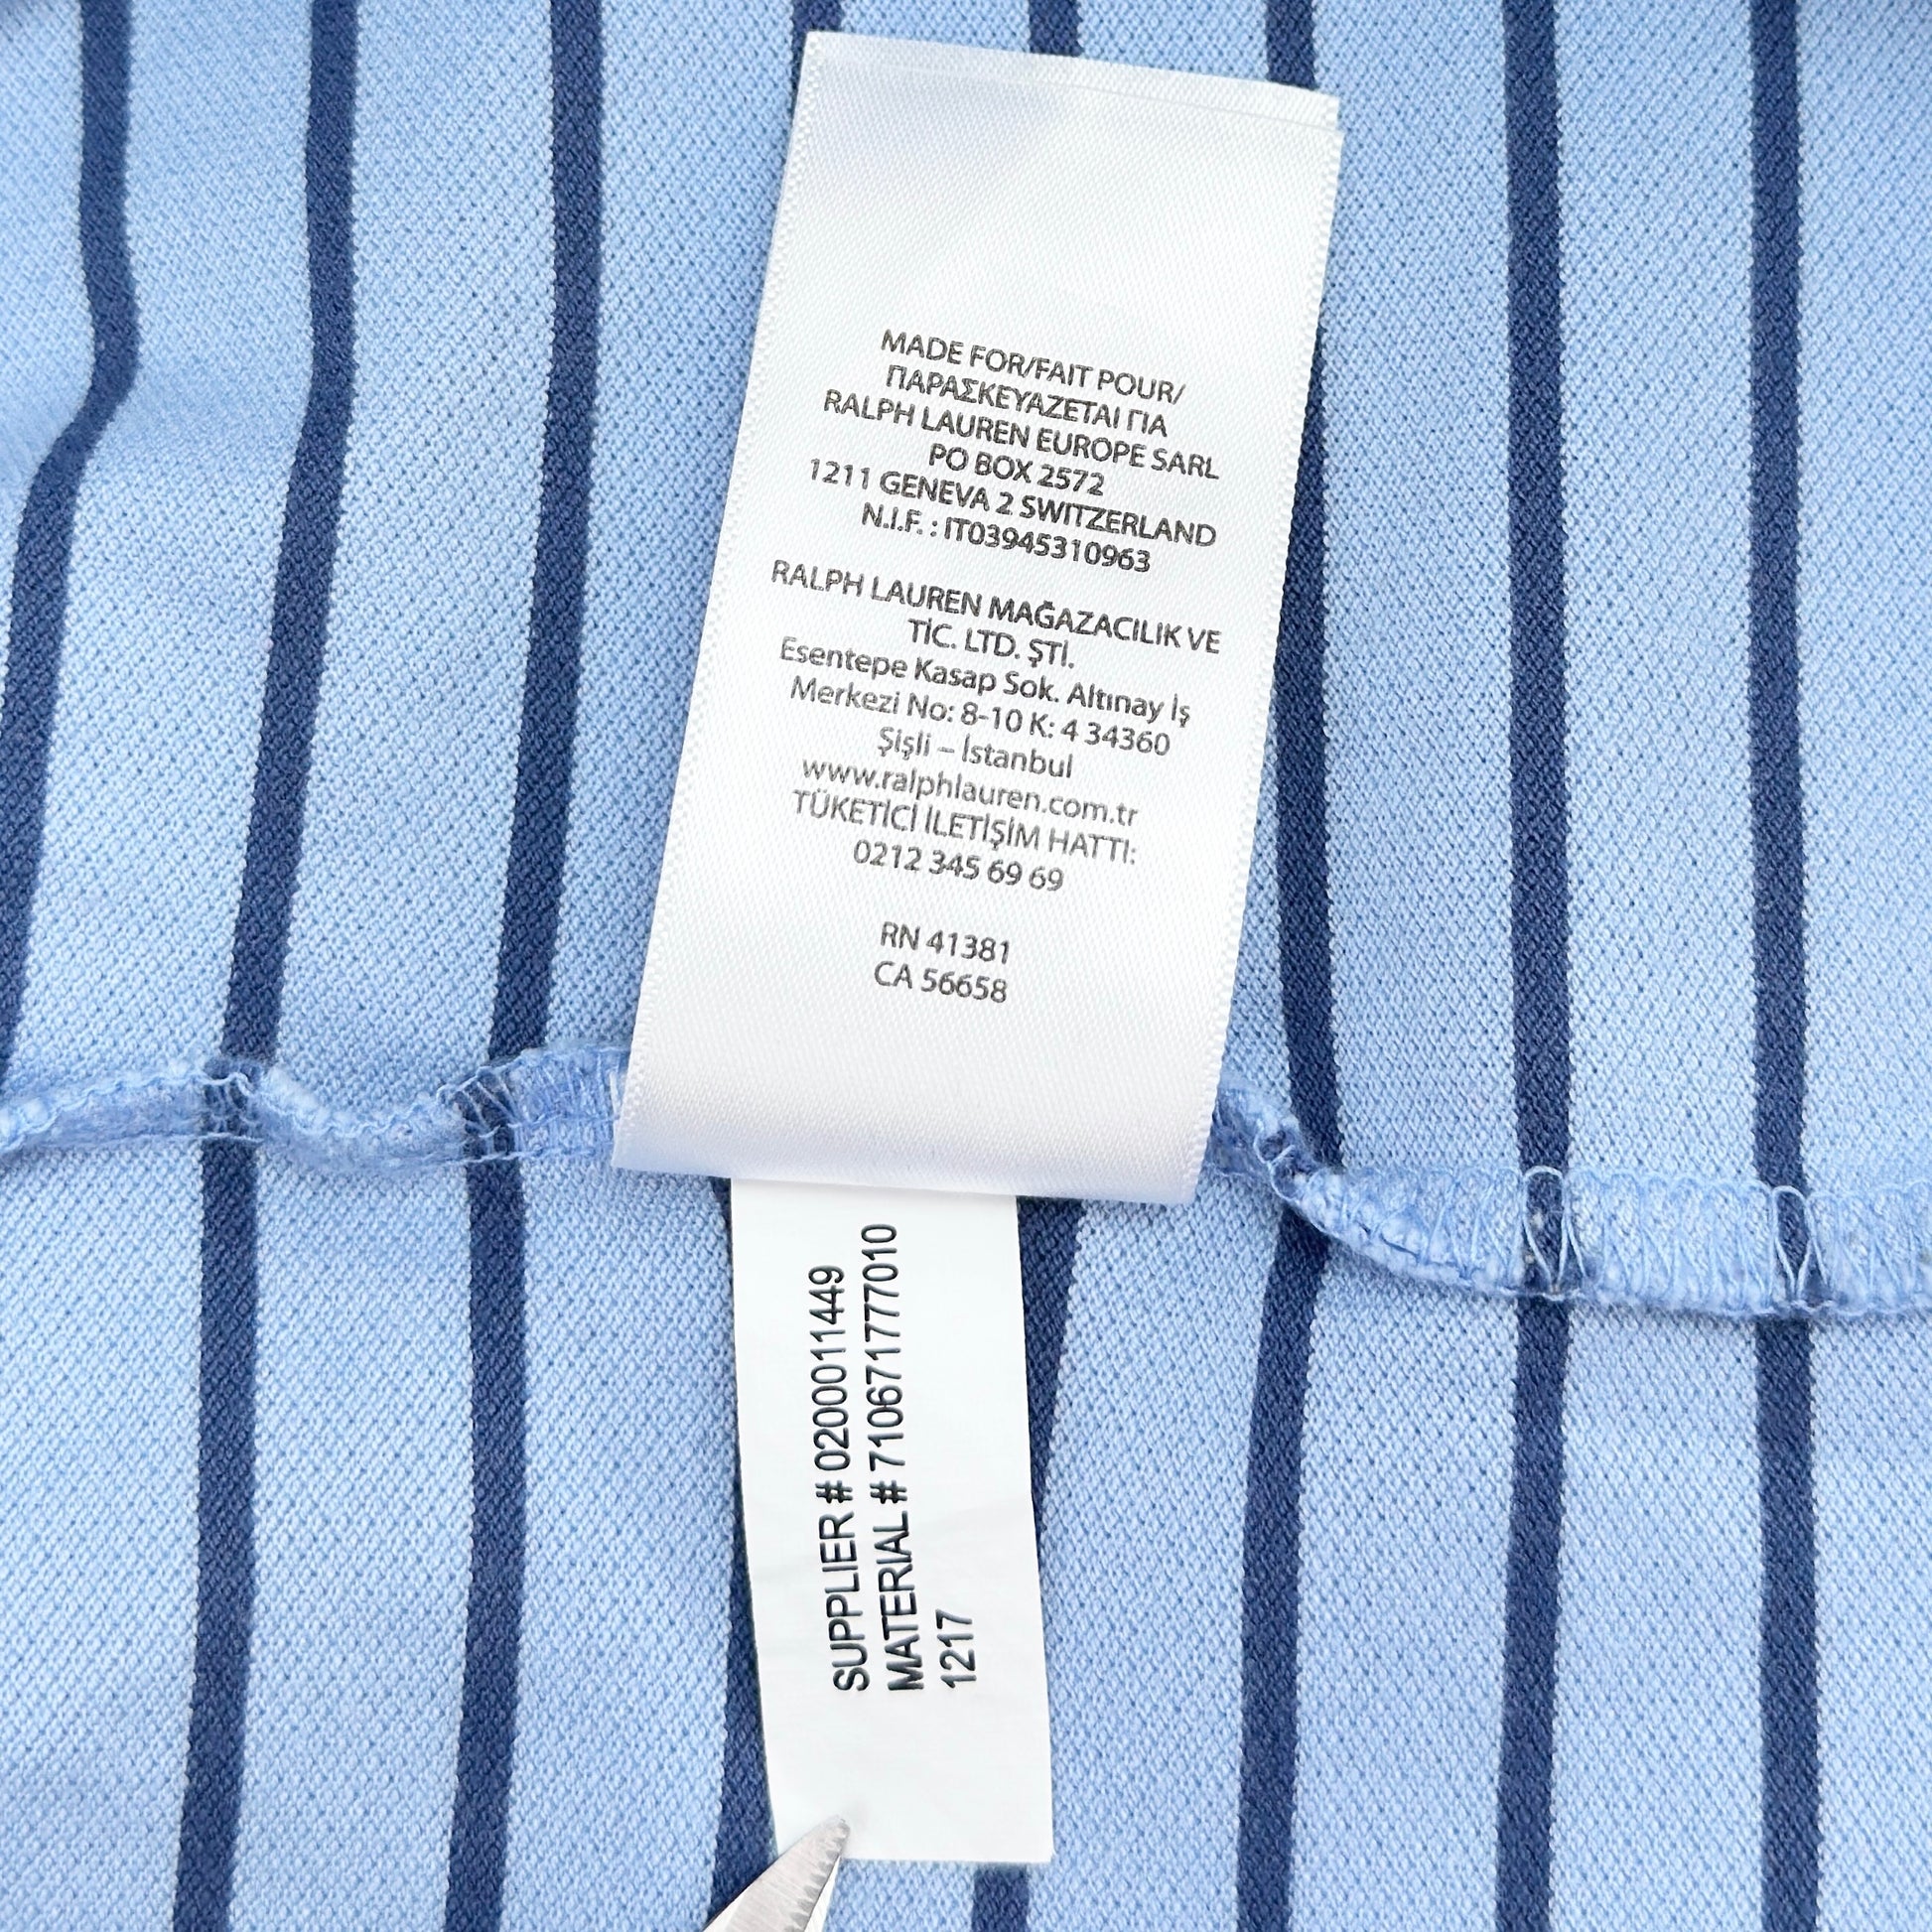 MADE FOR/FAIT POUR/
ΠΑΡΑΣΚΕΥΑΖΕΤΑΙ ΓΙΑ
RALPH LAUREN EUROPE SARL
PO BOX 2572
1211 GENEVA 2 SWITZERLAND
N.I.F. : IT03945310963
RALPH LAUREN MAĞAZACILIK VE
TİC. LTD. ŞTİ.
Esentepe Kasap Sok. Altınay İş
Merkezi No: 8-10 K: 4 34360
Şişli – İstanbul
www.ralphlauren.com.tr
TÜKETİCİ İLETİŞİM HATTI:
0212 345 69 69
RN 41381
CA 56658
SUPPLIER # 0200011449
MATERIAL # 710671777010
1217